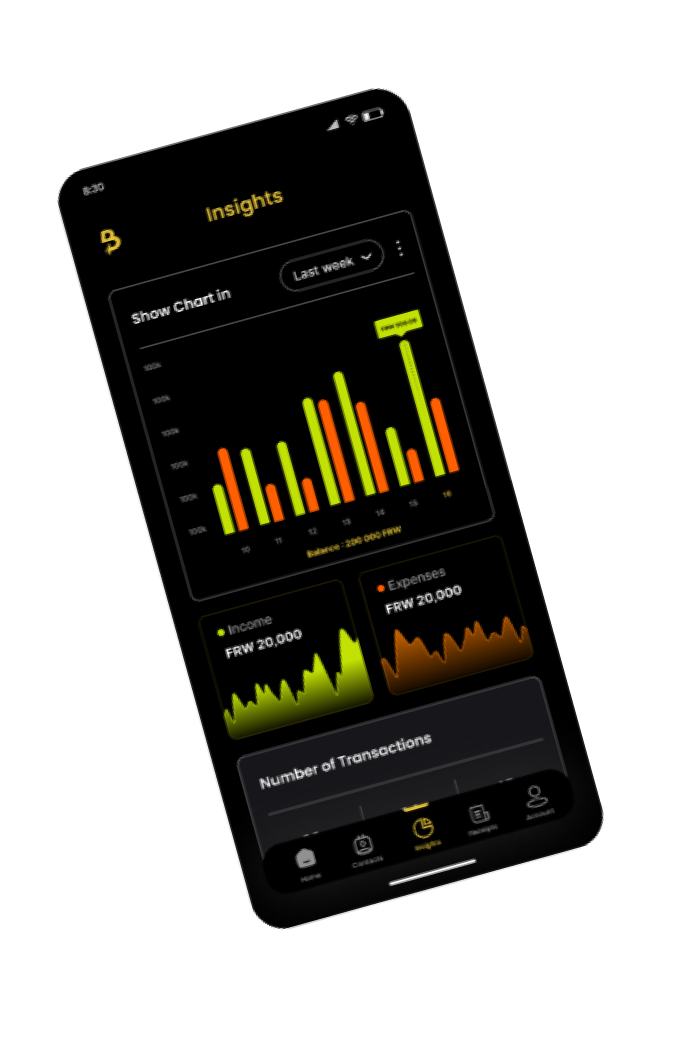 8:30
Insights
Show Chart in
Last week
100k
100k
100k
100k
100k
100k
10
11
12
13
14
15
16
Balance : 200 000 FRW
Income
FRW 20,000
Expenses
FRW 20,000
Number of Transactions
Home
Contacts
Insights
Account